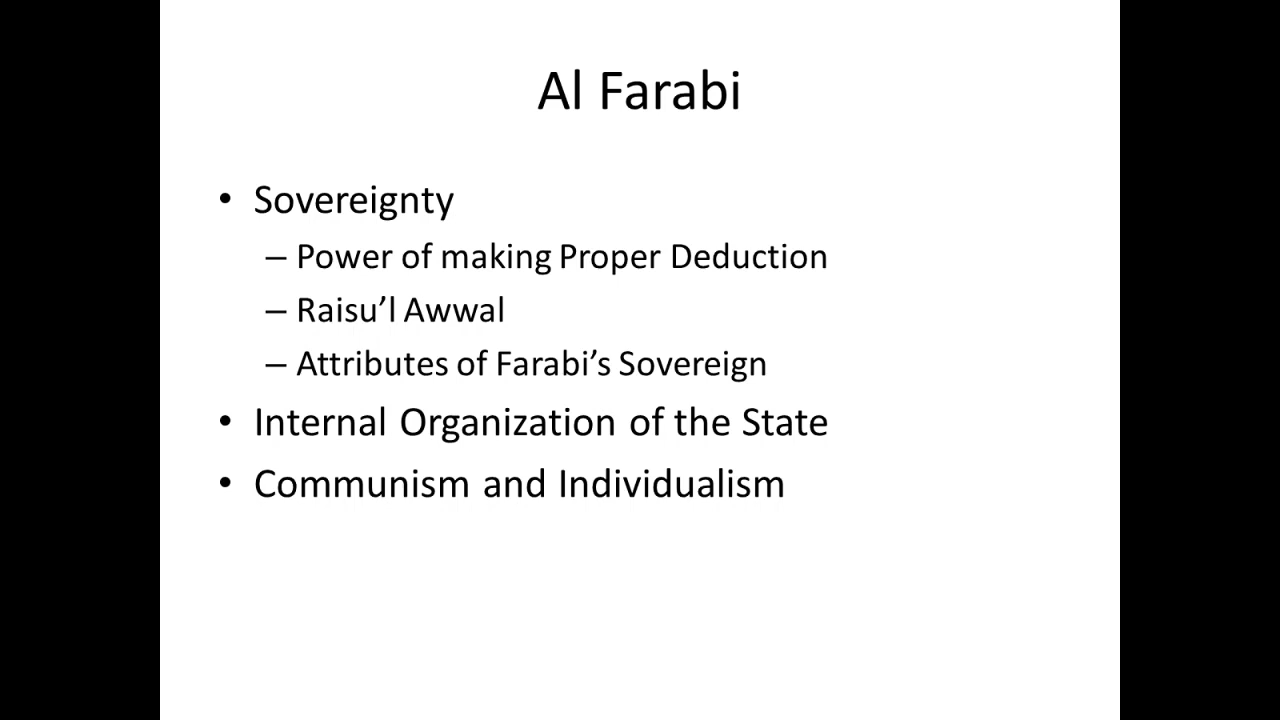 Al Farabi
• Sovereignty
– Power of making Proper Deduction
– Raisu’l Awwal
– Attributes of Farabi’s Sovereign
• Internal Organization of the State
• Communism and Individualism